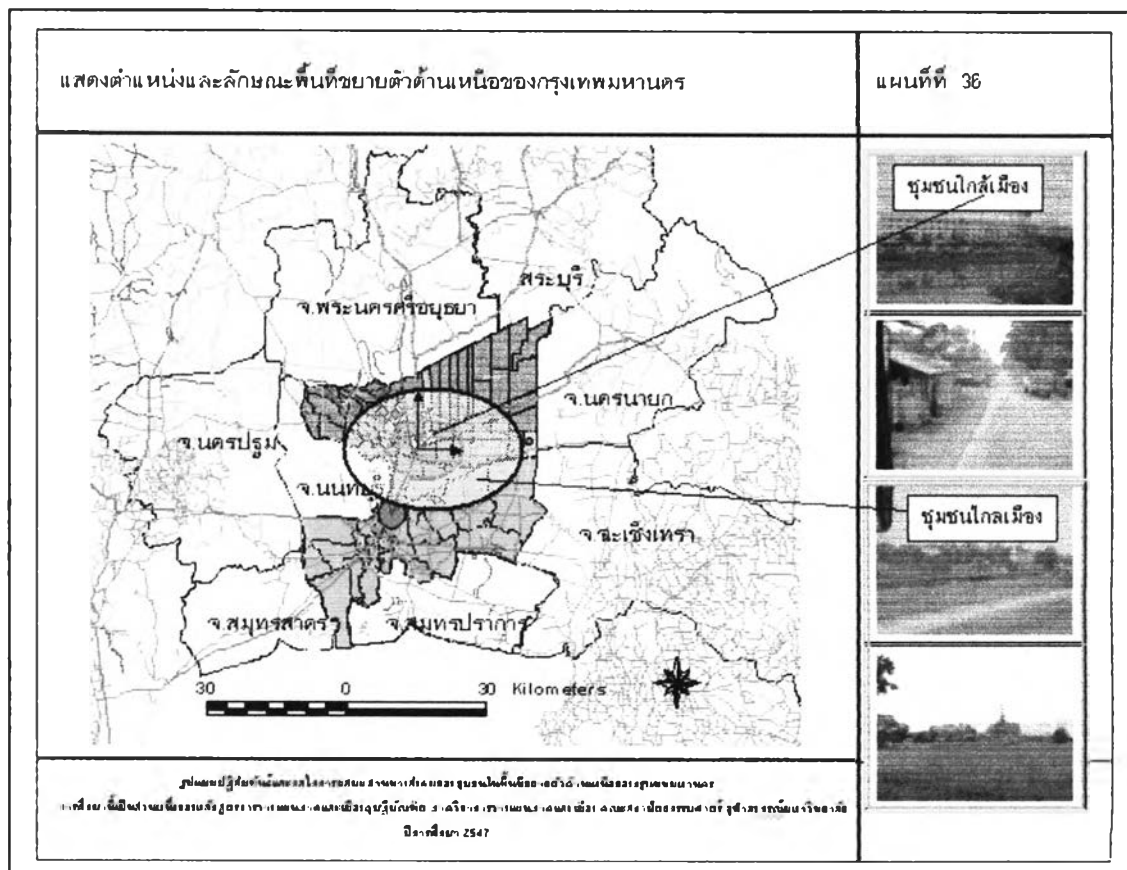 แสดงตำแหน่งและลักษณะพื้นที่ขยายตัวด้านเหนือของกรุงเทพมหานคร
แผนที่ที่ 36
ชุมชนใกล้เมือง
สระบุรี
จ.พระนครศรีอยุธยา
จ.นครนายก
จ.นครปฐม
จ.นนทบุรี
ชุมชนไกลเมือง
จ.ฉะเชิงเทรา
จ.สมุทรสาคร
จ.สมุทรปราการ
30 0 30 Kilometers
ปีการศึกษา 2547